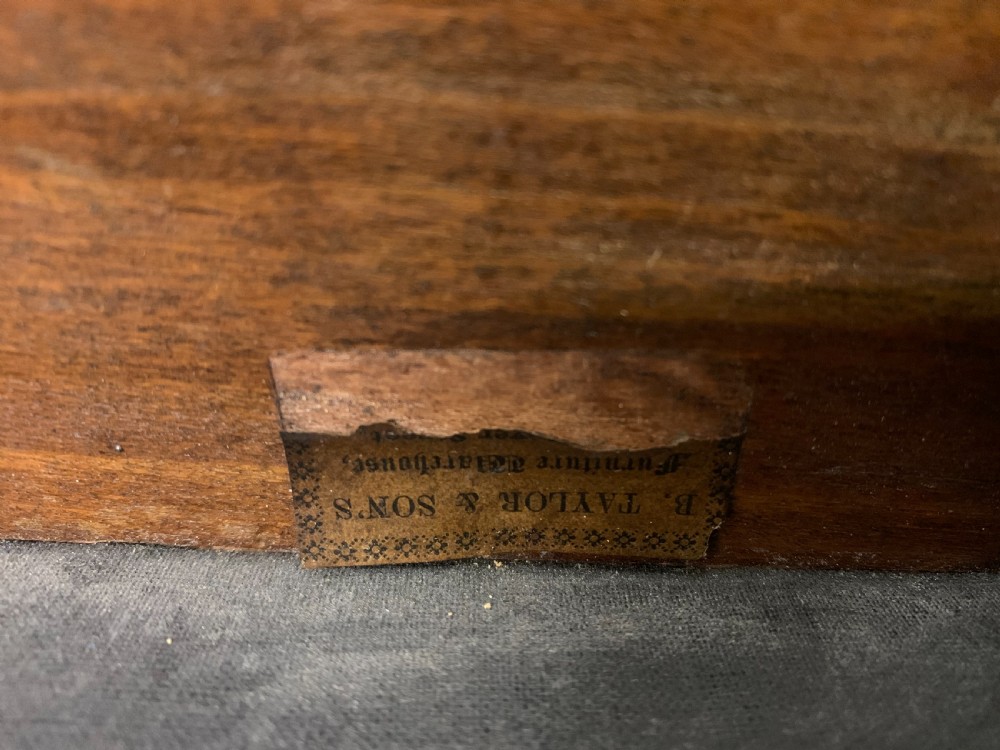 B. TAYLOR & SON'S
Furniture Warehouse,